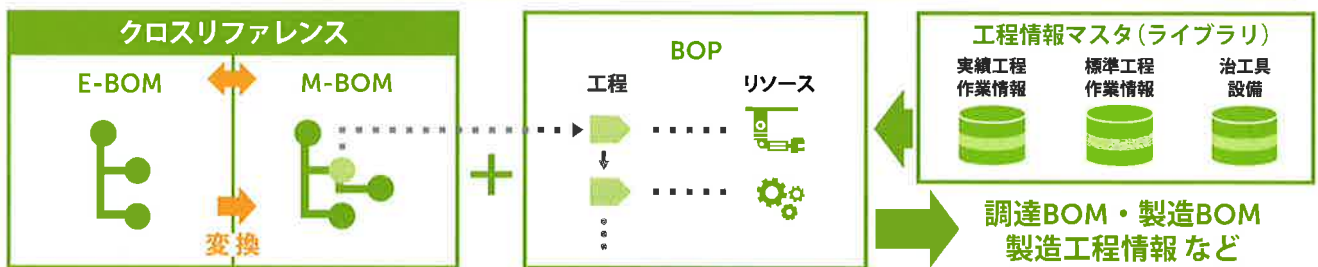 クロスリファレンス
E-BOM
M-BOM
変換
+
BOP
工程
リソース
工程情報マスタ(ライブラリ)
実績工程
作業情報
標準工程
作業情報
治工具
設備
調達BOM・製造BOM
製造工程情報 など